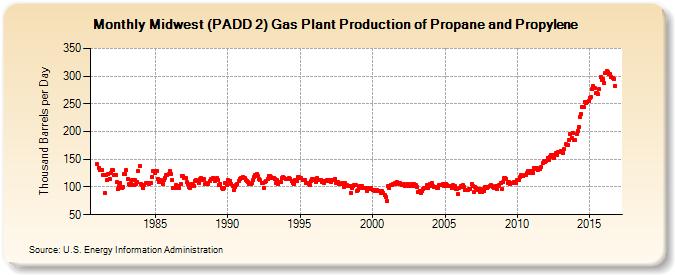 Monthly Midwest (PADD 2) Gas Plant Production of Propane and Propylene
Thousand Barrels per Day
350
300
250
200
150
100
50
1985 1990 1995 2000 2005 2010 2015
Source: U.S. Energy Information Administration